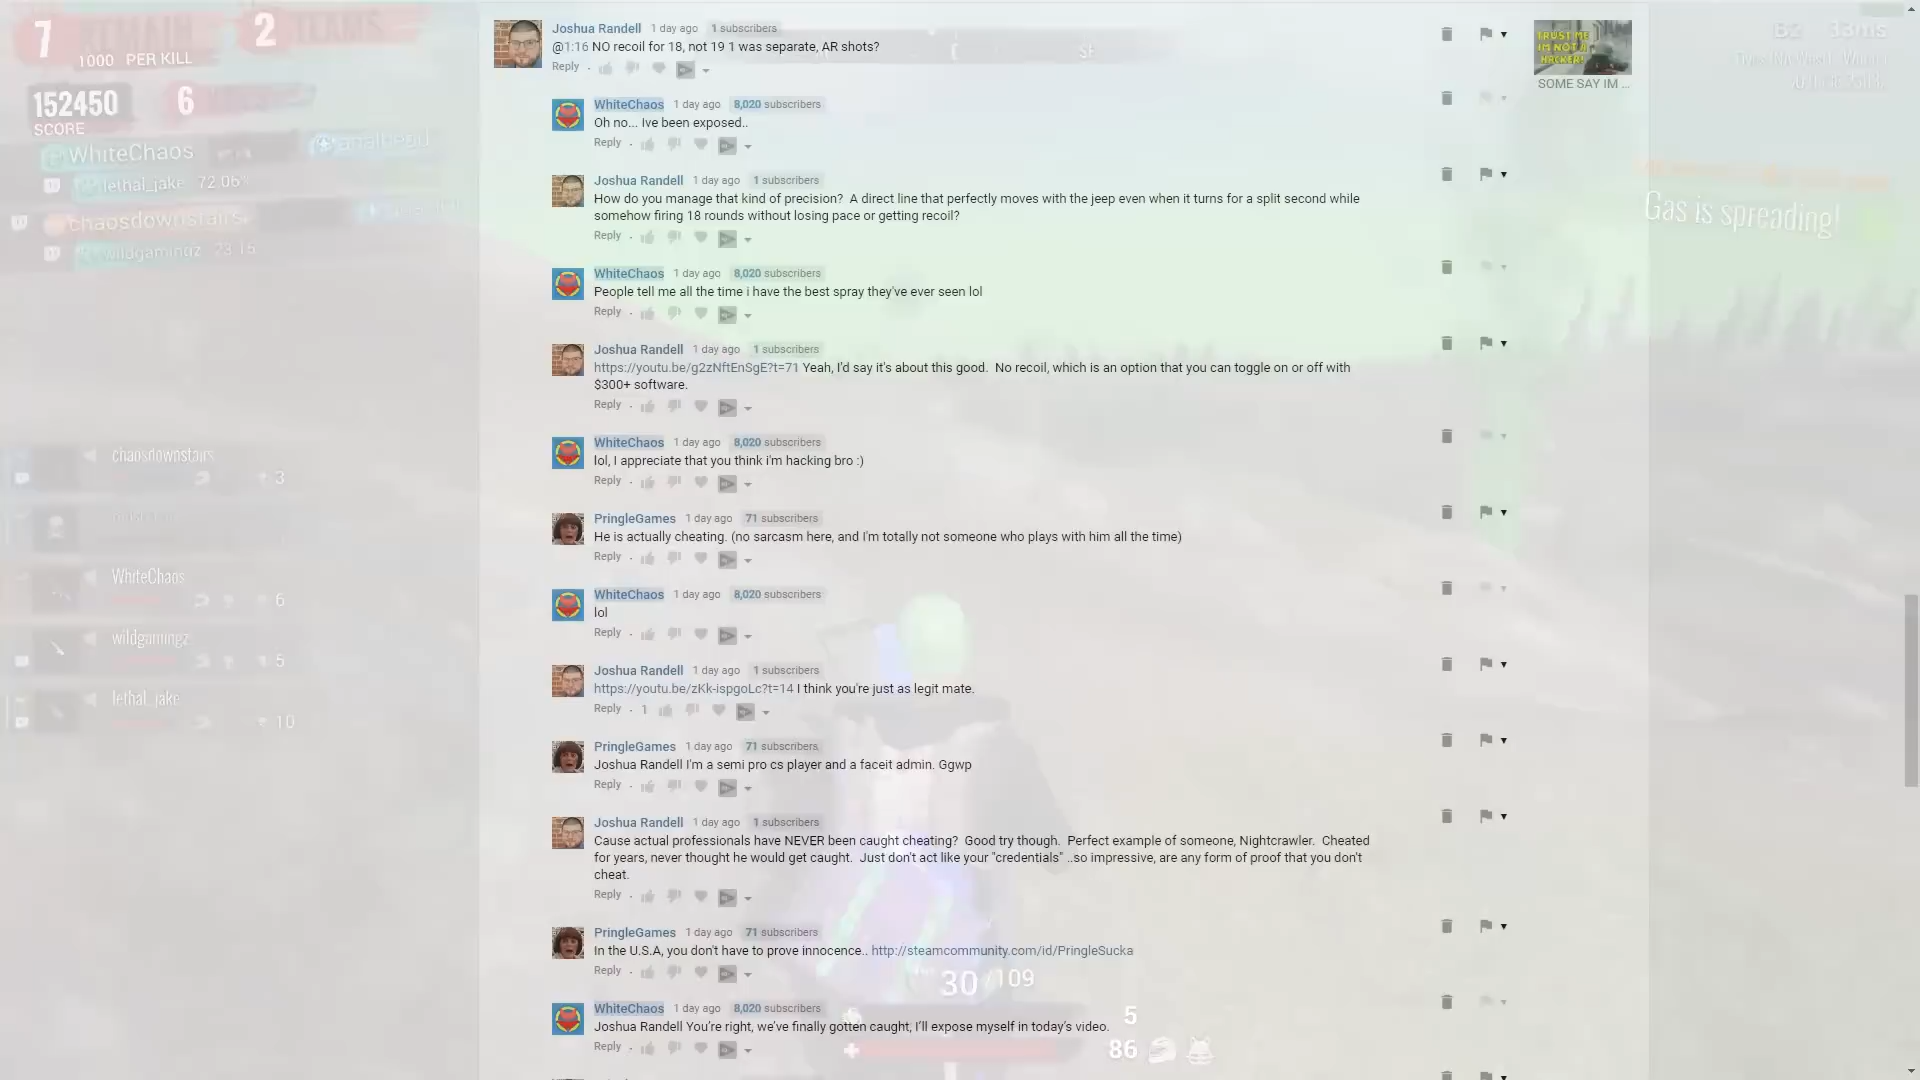 7
1000 PER KILL
2 TEAMS
152450
SCORE
6
WhiteChaos
lethal_jake 72.06%
chaosdownstairs
wildgamingz 23.15
chaosdownstairs
3
WhiteChaos
6
wildgamingz
5
lethal_jake
10
Joshua Randell 1 day ago 1 subscribers
@1:16 NO recoil for 18, not 19 1 was separate, AR shots?
Reply
WhiteChaos 1 day ago 8,020 subscribers
Oh no... Ive been exposed..
Reply
Joshua Randell 1 day ago 1 subscribers
How do you manage that kind of precision?  A direct line that perfectly moves with the jeep even when it turns for a split second while
somehow firing 18 rounds without losing pace or getting recoil?
Reply
WhiteChaos 1 day ago 8,020 subscribers
People tell me all the time i have the best spray they've ever seen lol
Reply
Joshua Randell 1 day ago 1 subscribers
https://youtu.be/g2zNftEnSgE?t=71 Yeah, I'd say it's about this good.  No recoil, which is an option that you can toggle on or off with
$300+ software.
Reply
WhiteChaos 1 day ago 8,020 subscribers
lol, I appreciate that you think i'm hacking bro :)
Reply
PringleGames 1 day ago 71 subscribers
He is actually cheating. (no sarcasm here, and I'm totally not someone who plays with him all the time)
Reply
WhiteChaos 1 day ago 8,020 subscribers
lol
Reply
Joshua Randell 1 day ago 1 subscribers
https://youtu.be/zKk-ispgoLc?t=14 I think you're just as legit mate.
Reply 1
PringleGames 1 day ago 71 subscribers
Joshua Randell I'm a semi pro cs player and a faceit admin. Ggwp
Reply
Joshua Randell 1 day ago 1 subscribers
Cause actual professionals have NEVER been caught cheating?  Good try though.  Perfect example of someone, Nightcrawler.  Cheated
for years, never thought he would get caught.  Just don't act like your "credentials" ..so impressive, are any form of proof that you don't
cheat.
Reply
PringleGames 1 day ago 71 subscribers
In the U.S.A, you don't have to prove innocence.. http://steamcommunity.com/id/PringleSucka
Reply
WhiteChaos 1 day ago 8,020 subscribers
Joshua Randell You're right, we've finally gotten caught, I'll expose myself in today's video.
Reply
30/109
5
86
TRUST ME
IM NOT A
HACKER!
SOME SAY IM ...
33ms
Gas is spreading!